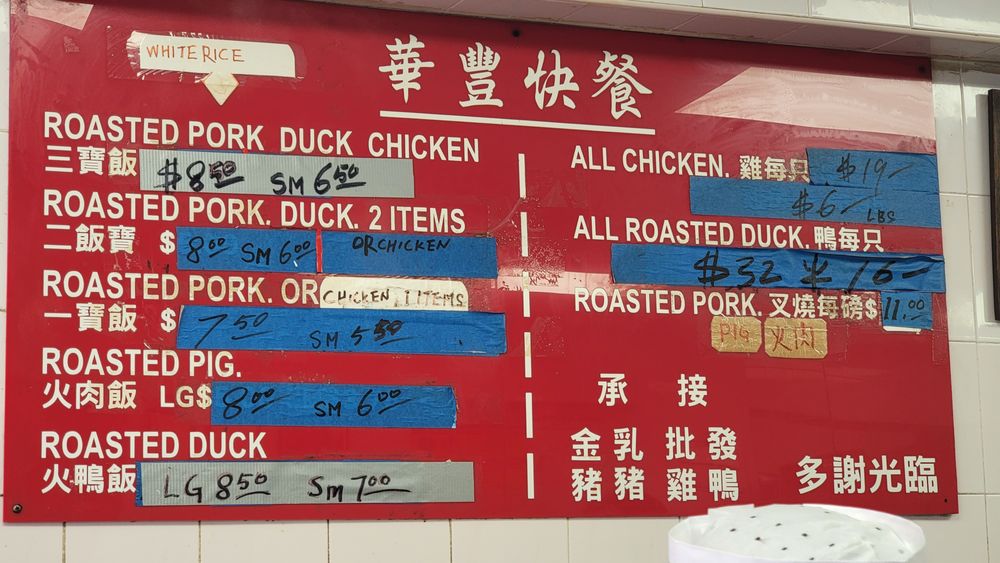 華豐快餐
WHITE RICE
ROASTED PORK DUCK CHICKEN
三寶飯 $8.50 SM 6.50
ROASTED PORK. DUCK. 2 ITEMS
二飯寶 $ 8.00 SM 6.00 OR CHICKEN
ROASTED PORK. OR CHICKEN, 1 ITEMS
一寶飯 $ 7.50 SM 5.50
ROASTED PIG.
火肉飯 LG$ 8.00 SM 6.00
ROASTED DUCK
火鴨飯 LG 8.50 SM 7.00
ALL CHICKEN. 雞每只 $19-
$6- LBS
ALL ROASTED DUCK. 鴨每只
$32 半 16-
ROASTED PORK. 叉燒每磅$ 11.00
PIG 火肉
承接
金乳 批發
豬豬 雞鴨
多謝光臨